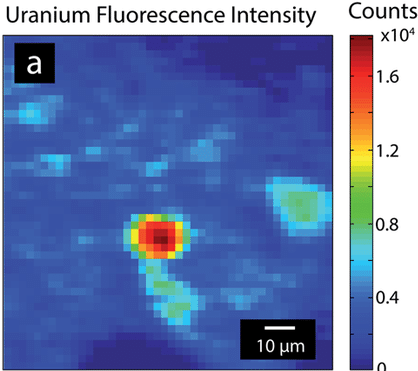 Uranium Fluorescence Intensity
Counts
x10⁴
a
1.6
1.2
0.8
0.4
0
10 μm